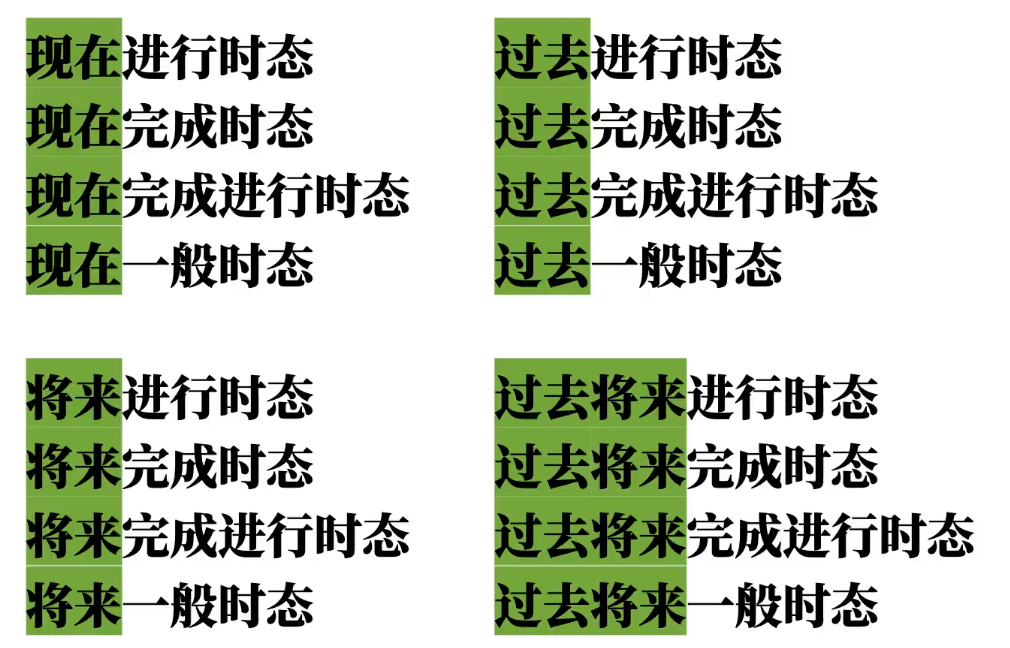 现在进行时态
现在完成时态
现在完成进行时态
现在一般时态
过去进行时态
过去完成时态
过去完成进行时态
过去一般时态
将来进行时态
将来完成时态
将来完成进行时态
将来一般时态
过去将来进行时态
过去将来完成时态
过去将来完成进行时态
过去将来一般时态